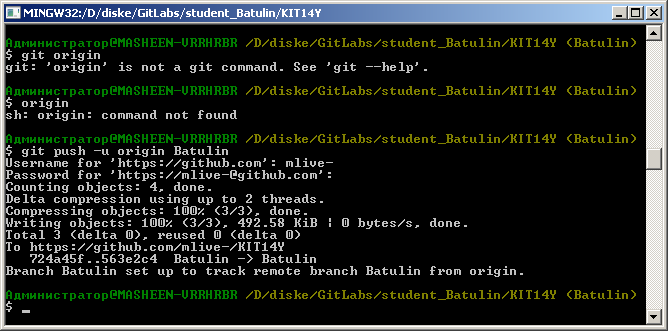 MINGW32:/D/diske/GitLabs/student_Batulin/KIT14Y
Администратор@MASHEEN-VRRHRBR /D/diske/GitLabs/student_Batulin/KIT14Y (Batulin)
$ git origin
git: 'origin' is not a git command. See 'git --help'.
Администратор@MASHEEN-VRRHRBR /D/diske/GitLabs/student_Batulin/KIT14Y (Batulin)
$ origin
sh: origin: command not found
Администратор@MASHEEN-VRRHRBR /D/diske/GitLabs/student_Batulin/KIT14Y (Batulin)
$ git push -u origin Batulin
Username for 'https://github.com': mlive-
Password for 'https://mlive-@github.com':
Counting objects: 4, done.
Delta compression using up to 2 threads.
Compressing objects: 100% (3/3), done.
Writing objects: 100% (3/3), 492.58 KiB ¦ 0 bytes/s, done.
Total 3 (delta 0), reused 0 (delta 0)
To https://github.com/mlive-/KIT14Y
724a45f..563e2c4 Batulin -> Batulin
Branch Batulin set up to track remote branch Batulin from origin.
Администратор@MASHEEN-VRRHRBR /D/diske/GitLabs/student_Batulin/KIT14Y (Batulin)
$ _